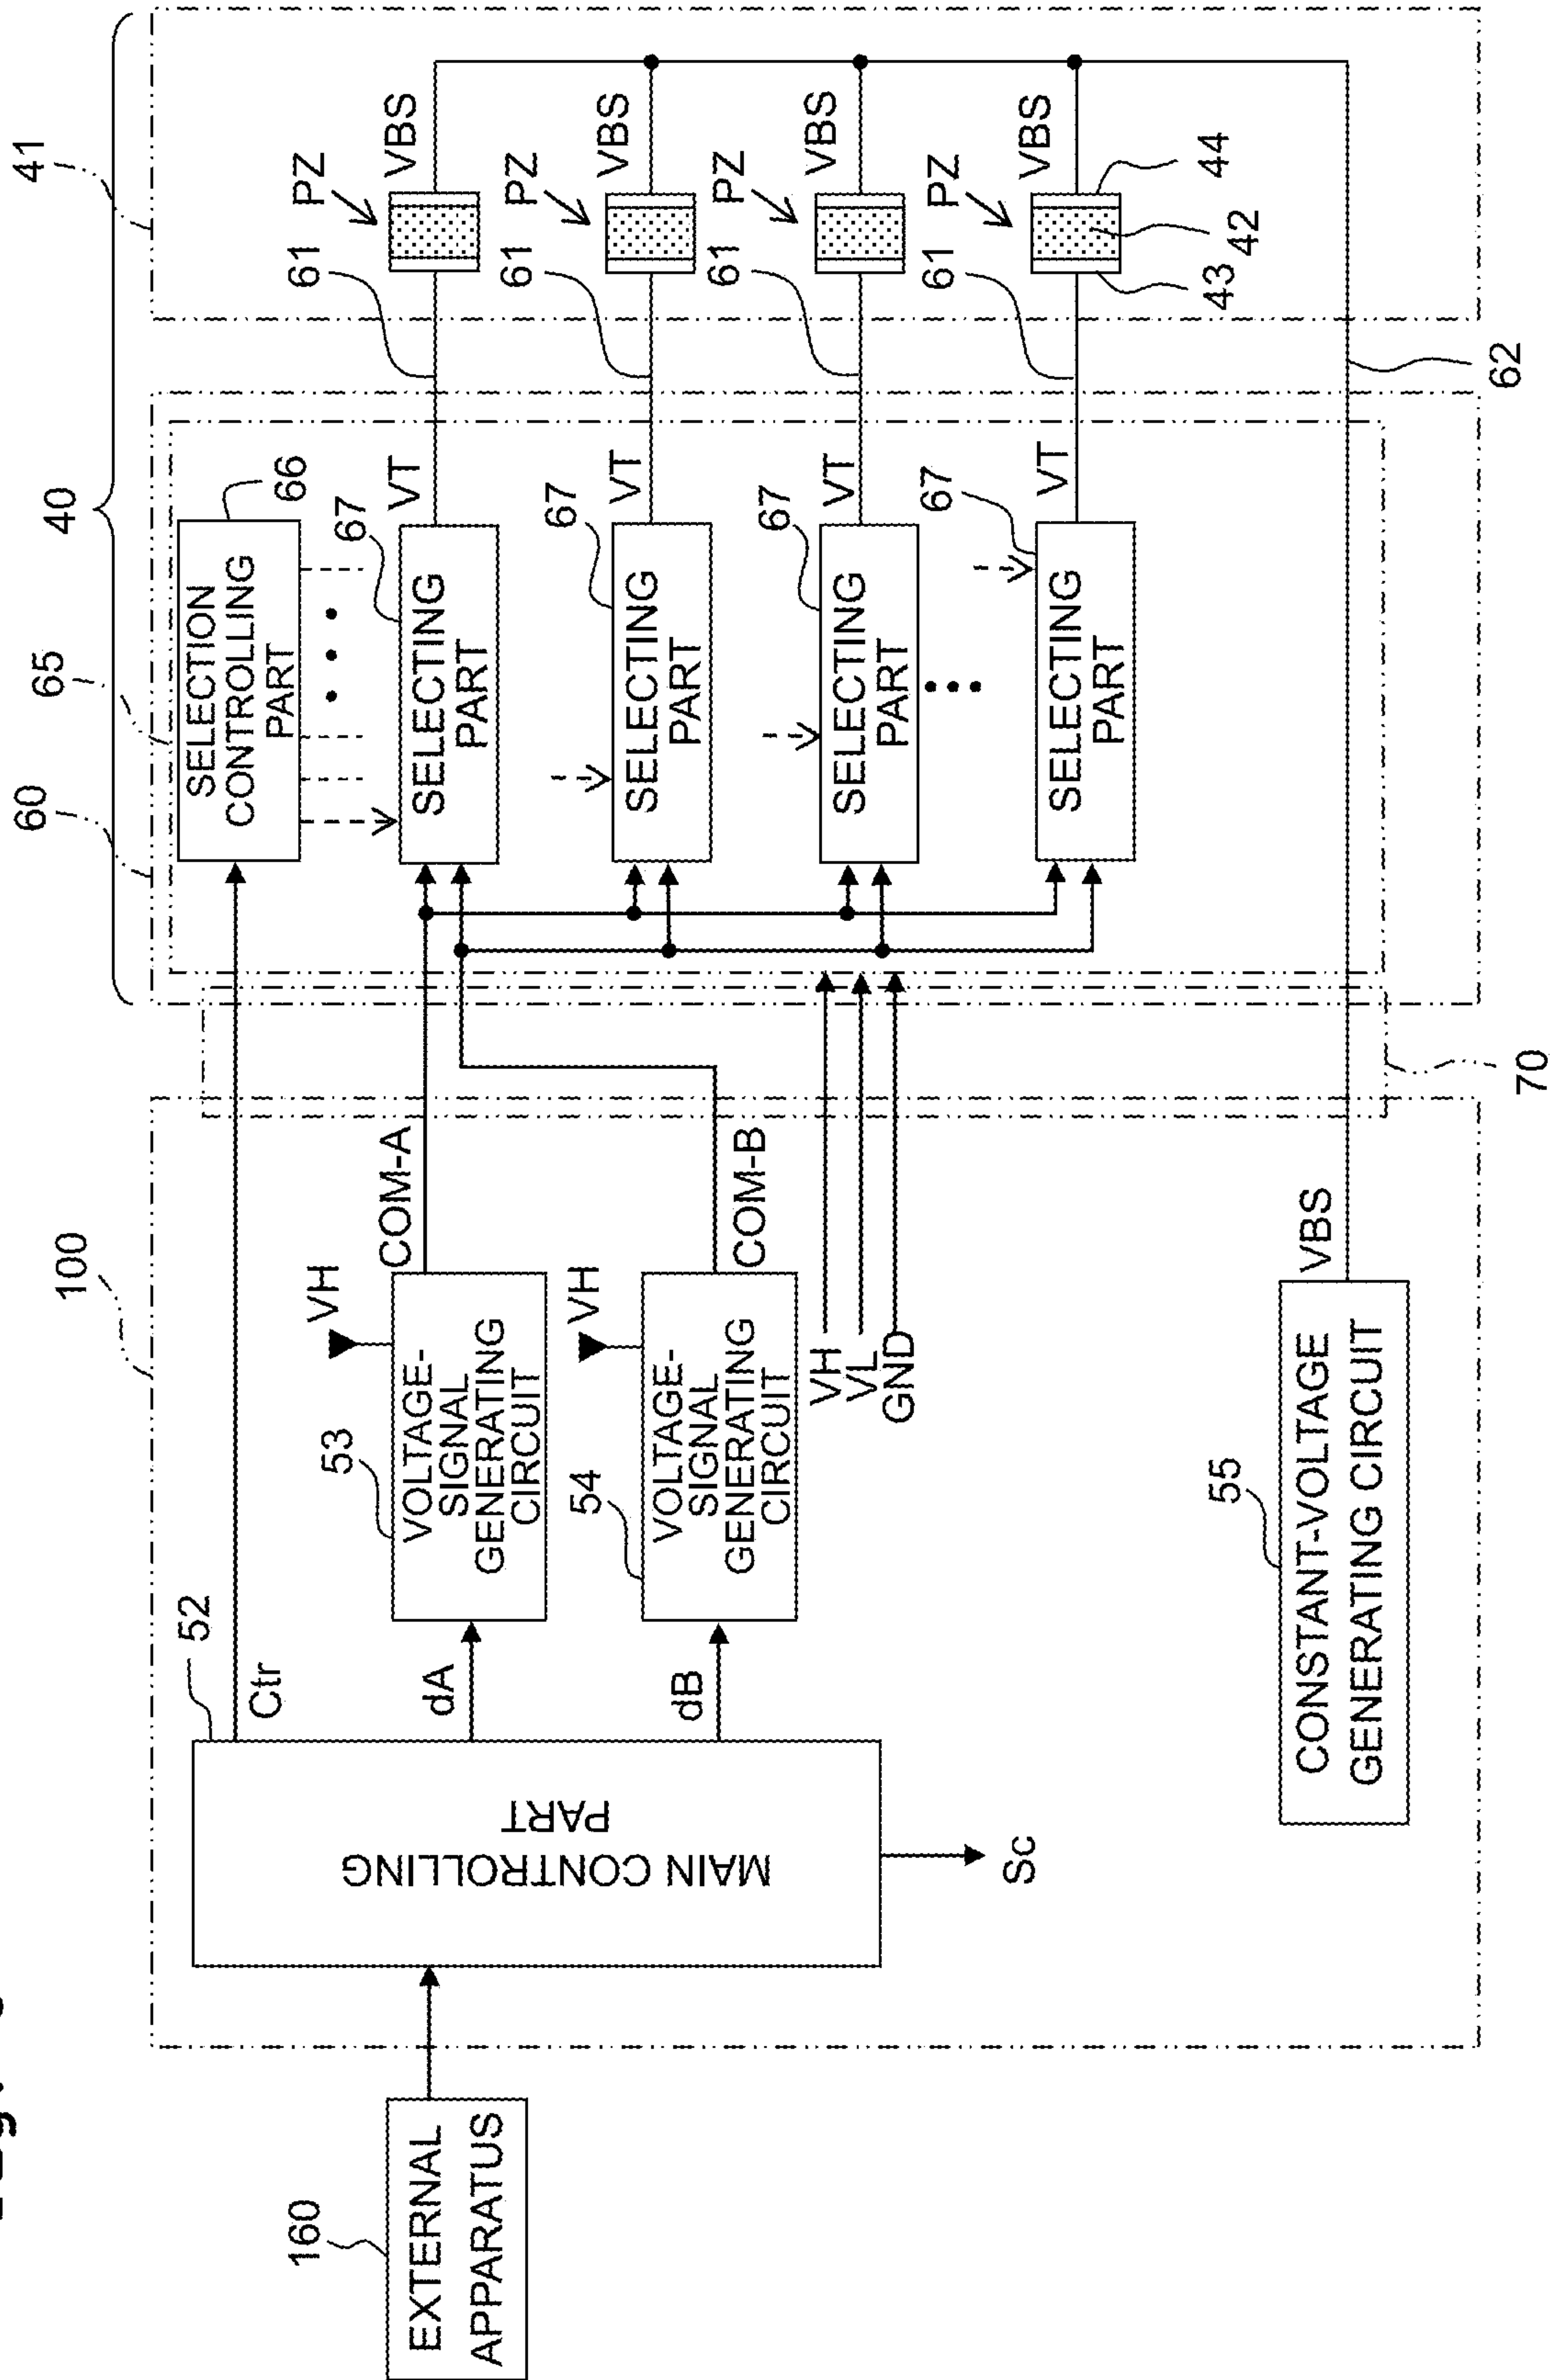 160
EXTERNAL
APPARATUS
100
52
MAIN CONTROLLING
PART
Ctr
dA
dB
Sc
53
VOLTAGE-
SIGNAL
GENERATING
CIRCUIT
VH
COM-A
54
VOLTAGE-
SIGNAL
GENERATING
CIRCUIT
VH
COM-B
VH
VL
GND
55
CONSTANT-VOLTAGE
GENERATING CIRCUIT
VBS
70
40
60
65
SELECTION
CONTROLLING
PART
66
SELECTING
PART
67
VT
SELECTING
PART
67
VT
SELECTING
PART
67
VT
SELECTING
PART
67
VT
41
61
PZ
VBS
61
PZ
VBS
61
PZ
VBS
61
PZ
VBS
43
42
44
62